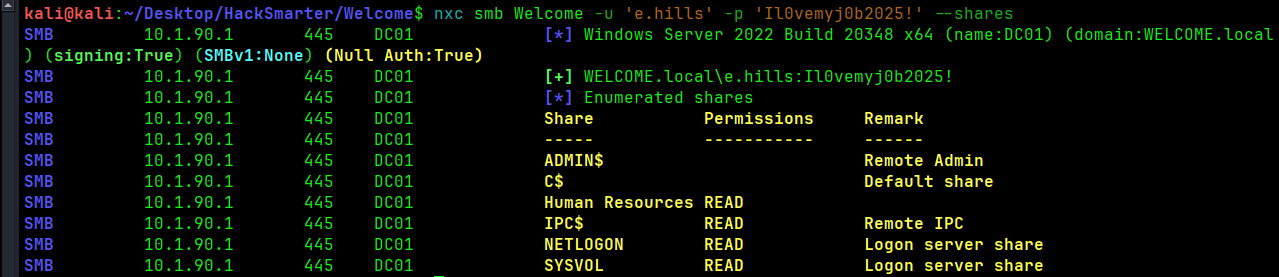 kali@kali:~/Desktop/HackSmarter/Welcome$ nxc smb Welcome -u 'e.hills' -p 'Il0vemyj0b2025!' --shares
SMB 10.1.90.1 445 DC01 [*] Windows Server 2022 Build 20348 x64 (name:DC01) (domain:WELCOME.local
) (signing:True) (SMBv1:None) (Null Auth:True)
SMB 10.1.90.1 445 DC01 [+] WELCOME.local\e.hills:Il0vemyj0b2025!
SMB 10.1.90.1 445 DC01 [*] Enumerated shares
SMB 10.1.90.1 445 DC01 Share Permissions Remark
SMB 10.1.90.1 445 DC01 ----- ----------- ------
SMB 10.1.90.1 445 DC01 ADMIN$ Remote Admin
SMB 10.1.90.1 445 DC01 C$ Default share
SMB 10.1.90.1 445 DC01 Human Resources READ
SMB 10.1.90.1 445 DC01 IPC$ READ Remote IPC
SMB 10.1.90.1 445 DC01 NETLOGON READ Logon server share
SMB 10.1.90.1 445 DC01 SYSVOL READ Logon server share